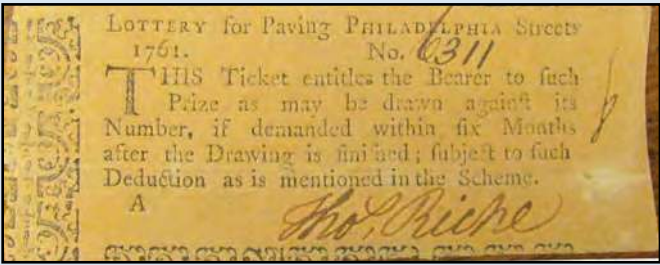 LOTTERY for Paving PHILADELPHIA Streets
1761. No. 6311
THIS Ticket entitles the Bearer to ſuch
Prize as may be drawn againſt its
Number, if demanded within ſix Months
after the Drawing is finiſhed; ſubject to ſuch
Deduction as is mentioned in the Scheme.
A
Thoſ. Riche